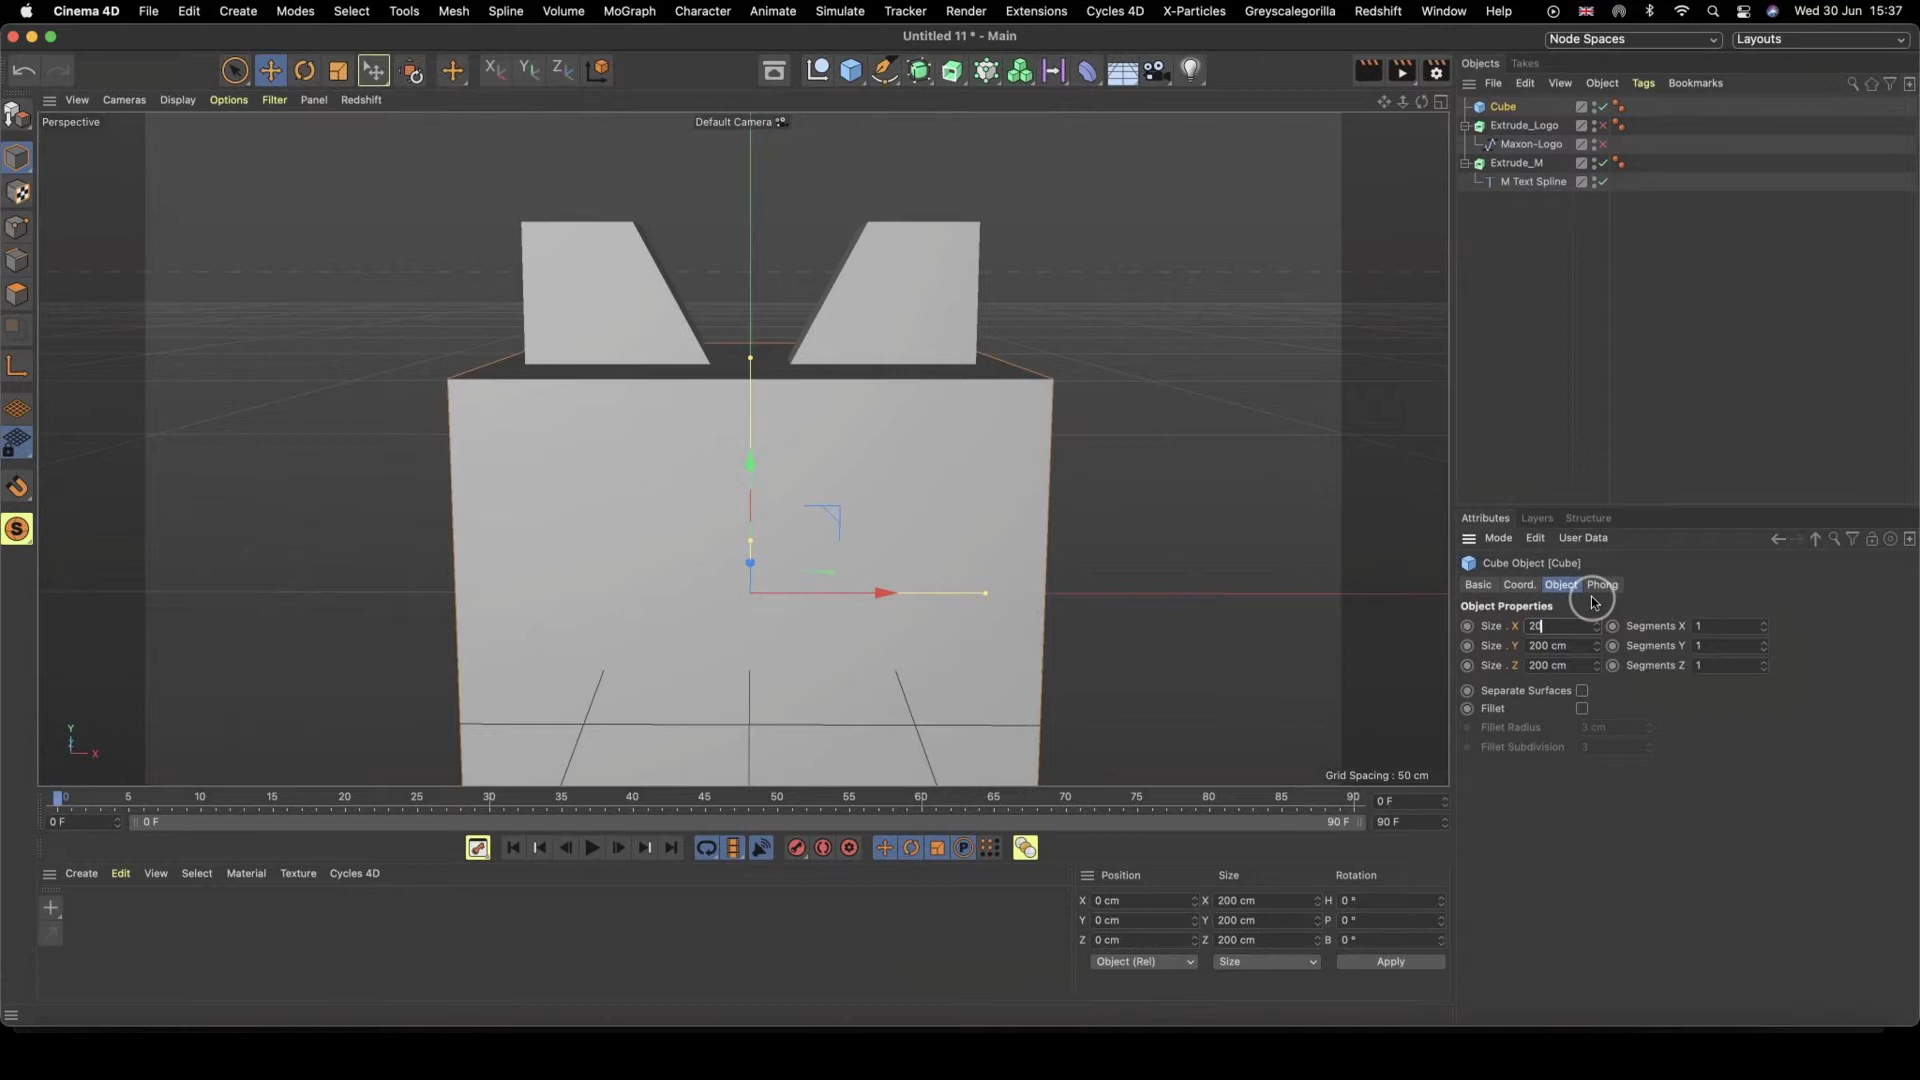 Cinema 4D File Edit Create Modes Select Tools Mesh Spline Volume MoGraph Character Animate Simulate Tracker Render Extensions Cycles 4D X-Particles Greyscalegorilla Redshift Window Help Wed 30 Jun 15:37
Untitled 11 * - Main
Node Spaces Layouts
Objects Takes
File Edit View Object Tags Bookmarks
View Cameras Display Options Filter Panel Redshift
Perspective
Default Camera
Cube
Extrude_Logo
Maxon-Logo
Extrude_M
M Text Spline
Attributes Layers Structure
Mode Edit User Data
Cube Object [Cube]
Basic Coord. Object Phong
Object Properties
Size . X 20 Segments X 1
Size . Y 200 cm Segments Y 1
Size . Z 200 cm Segments Z 1
Separate Surfaces
Fillet
Fillet Radius 3 cm
Fillet Subdivision 3
Y
Z
X
Grid Spacing : 50 cm
0 5 10 15 20 25 30 35 40 45 50 55 60 65 70 75 80 85 90 0 F
0 F 0 F 90 F 90 F
Create Edit View Select Material Texture Cycles 4D
Position Size Rotation
X 0 cm X 200 cm H 0 °
Y 0 cm Y 200 cm P 0 °
Z 0 cm Z 200 cm B 0 °
Object (Rel) Size Apply